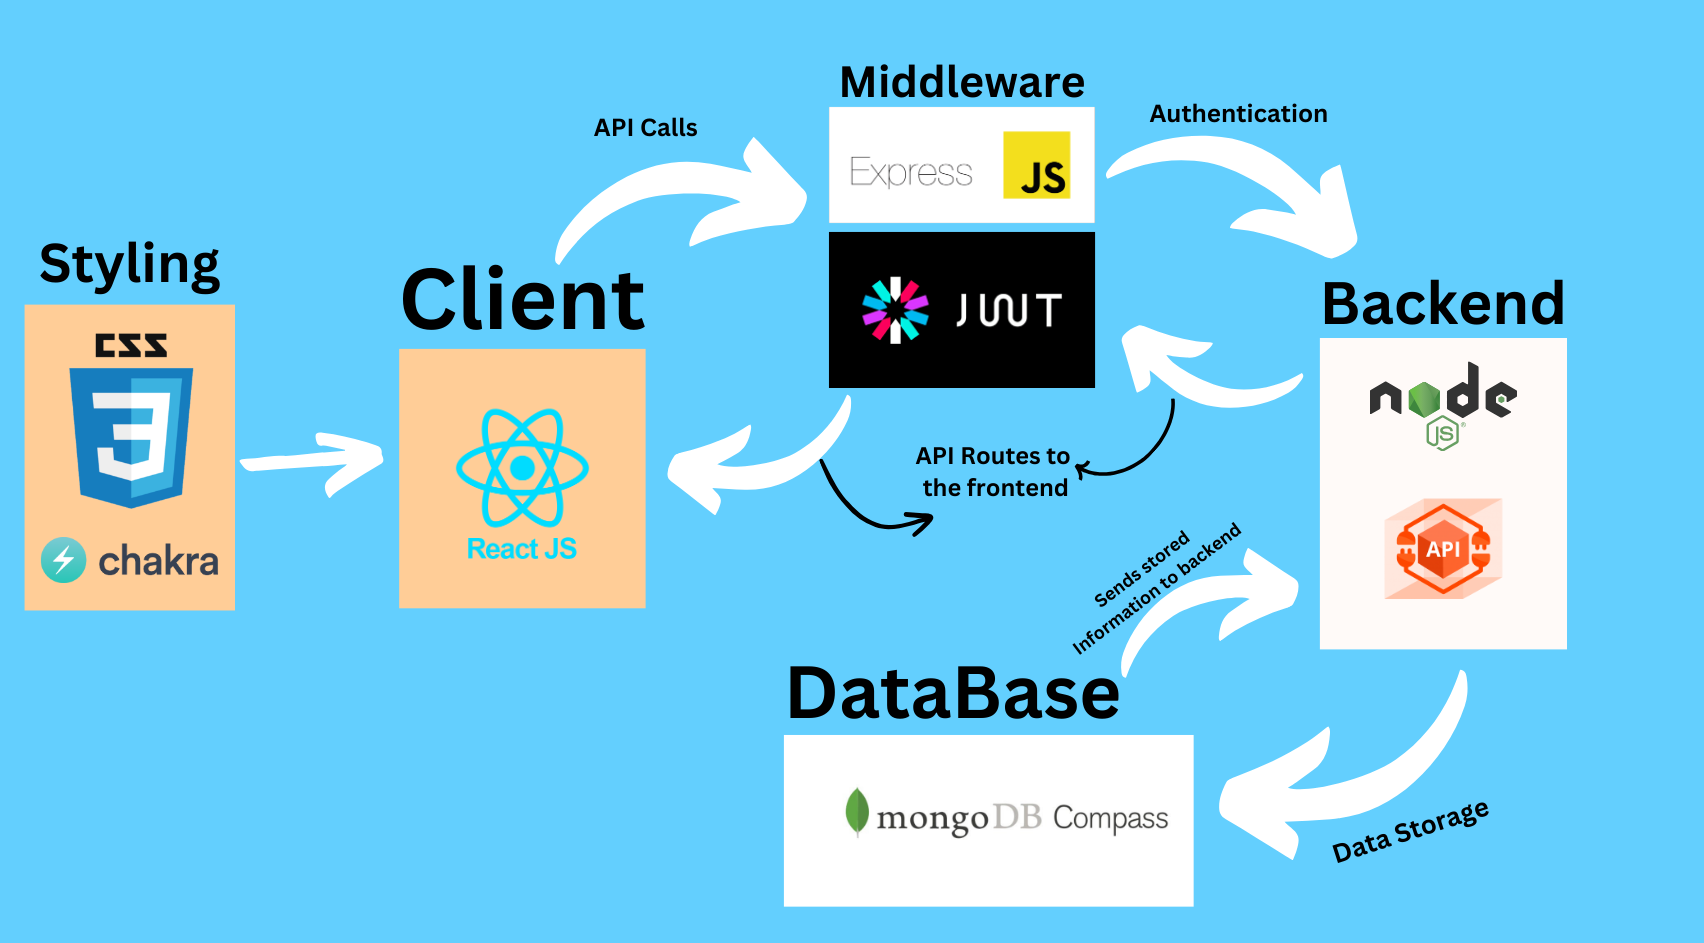 Styling
CSS
3
chakra
Client
React JS
API Calls
Middleware
Express
JS
JWT
Authentication
Backend
node
JS
®
API
API Routes to
the frontend
Sends stored
Information to backend
DataBase
mongoDB Compass
Data Storage